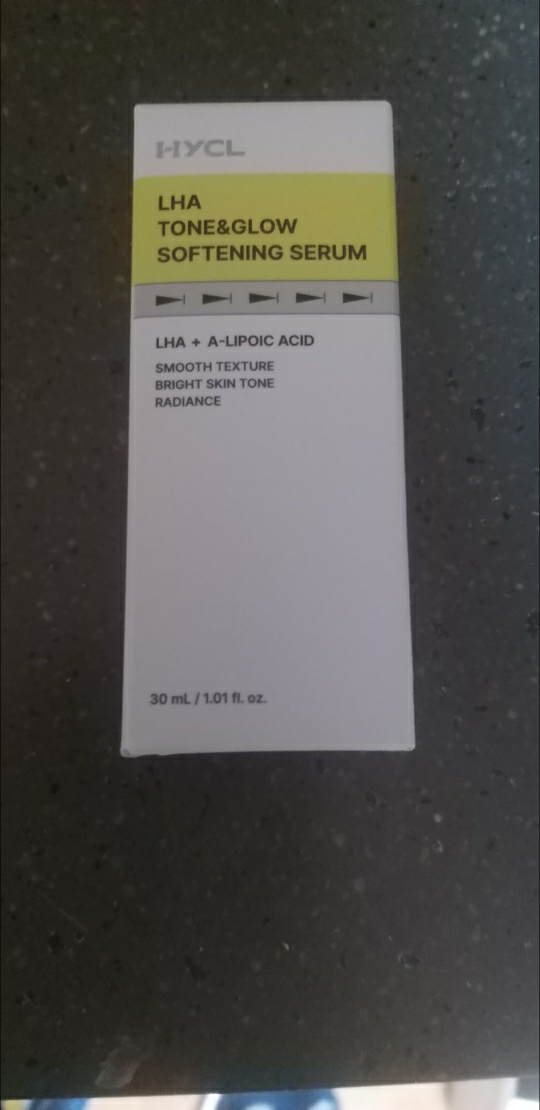 HYCL
LHA
TONE&GLOW
SOFTENING SERUM
LHA + A-LIPOIC ACID
SMOOTH TEXTURE
BRIGHT SKIN TONE
RADIANCE
30 mL / 1.01 fl. oz.